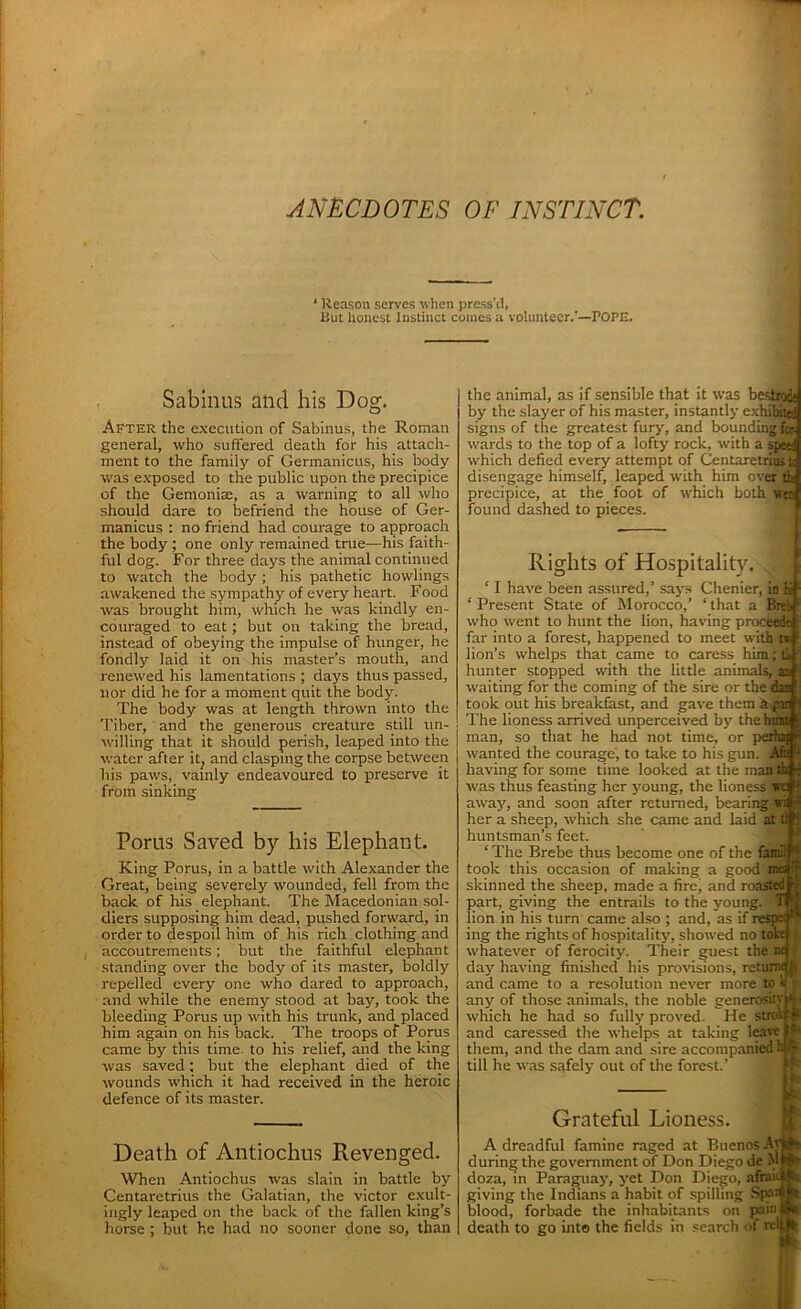 ANECDOTES OF INSTINCT.
‘ Reason serves when press'd,
But honest Instinct comes a volunteer.’—POPE.
Sabinus and his Dog.
AFTER the execution of Sabinus, the Roman
general, who suffered death for his attach-
ment to the family of Germanicus, his body
was exposed to the public upon the precipice
of the Gemoniæ, as a warning to all who
should dare to befriend the house of Ger-
manicus : no friend had courage to approach
the body ; one only remained true—his faith-
ful dog. For three days the animal continued
to watch the body ; his pathetic howlings
awakened the sympathy of every heart. Food
was brought him, which he was kindly en-
couraged to eat ; but on taking the bread,
instead of obeying the impulse of hunger, he
fondly laid it on his master's mouth, and
renewed his lamentations ; days thus passed,
nor did he for a moment quit the body.
The body was at length thrown into the
Tiber, and the generous creature still un-
willing that it should perish, leaped into the
water after it, and clasping the corpse between
his paws, vainly endeavoured to preserve it
from sinking
Porus Saved by his Elephant.
King Porus, in a battle with Alexander the
Great, being severely wounded, fell from the
back of his elephant. The Macedonian sol-
diers supposing him dead, pushed forward, in
order to despoil him of his rich clothing and
accoutrements ; but the faithful elephant
standing over the body of its master, boldly
repelled every one who dared to approach,
and while the enemy stood at bay, took the
bleeding Porus up with his trunk, and placed
him again on his back. The troops of Porus
came by this time to his relief, and the king
was saved ; but the elephant died of the
wounds which it had received in the heroic
defence of its master.
Death of Antiochus Revenged.
When Antiochus was slain in battle by
Centaretrius the Galatian, the victor exult-
ingly leaped on the back of the fallen king's
horse ; but he had no sooner done so, than
the animal, as if sensible that it was bestrode
by the slayer of his master, instantly exhibited
signs of the greatest fury, and bounding for-
wards to the top of a lofty rock, with a speed
which defied every attempt of Centaretrius to
disengage himself, leaped with him over the
precipice, at the foot of which both were
found dashed to pieces.
Rights of Hospitality.
‘ I have been assured,’ says Chenier, in
‘ Present State of Morocco,’ ‘that a Brebe
who went to hunt the lion, having proceeded
far into a forest, happened to meet with
lion's whelps that came to caress him ;
hunter stopped with the little animals, and
waiting for the coming of the sire or the dam
took out his breakfast, and gave them a
The lioness arrived unperceived by the
man, so that he had not time, or perhaps
wanted the courage, to take to his gun.
having for some time looked at the man
was thus feasting her young, the lioness
away, and soon after returned, bearing
her a sheep, which she came and laid at
huntsman's feet.
‘ The Brebe thus become one of the family
took this occasion of making a good
skinned the sheep, made a fire, and roasted
part, giving the entrails to the young.
lion in his turn came also ; and, as if respect-
ing the rights of hospitality, showed no
whatever of ferocity. Their guest the
day having finished his provisions, returned
and came to a resolution never more to
any of those animals, the noble generosity
which he had so fully proved. He
and caressed the whelps at taking leave
them, and the dam and sire accompanied
till he was safely out of the forest.’
Grateful Lioness.
A dreadful famine raged at Buenos
during the government of Don Diego de
doza, in Paraguay, yet Don Diego, afraid
giving the Indians a habit of spilling
blood, forbade the inhabitants on pain
death to go into the fields in search of